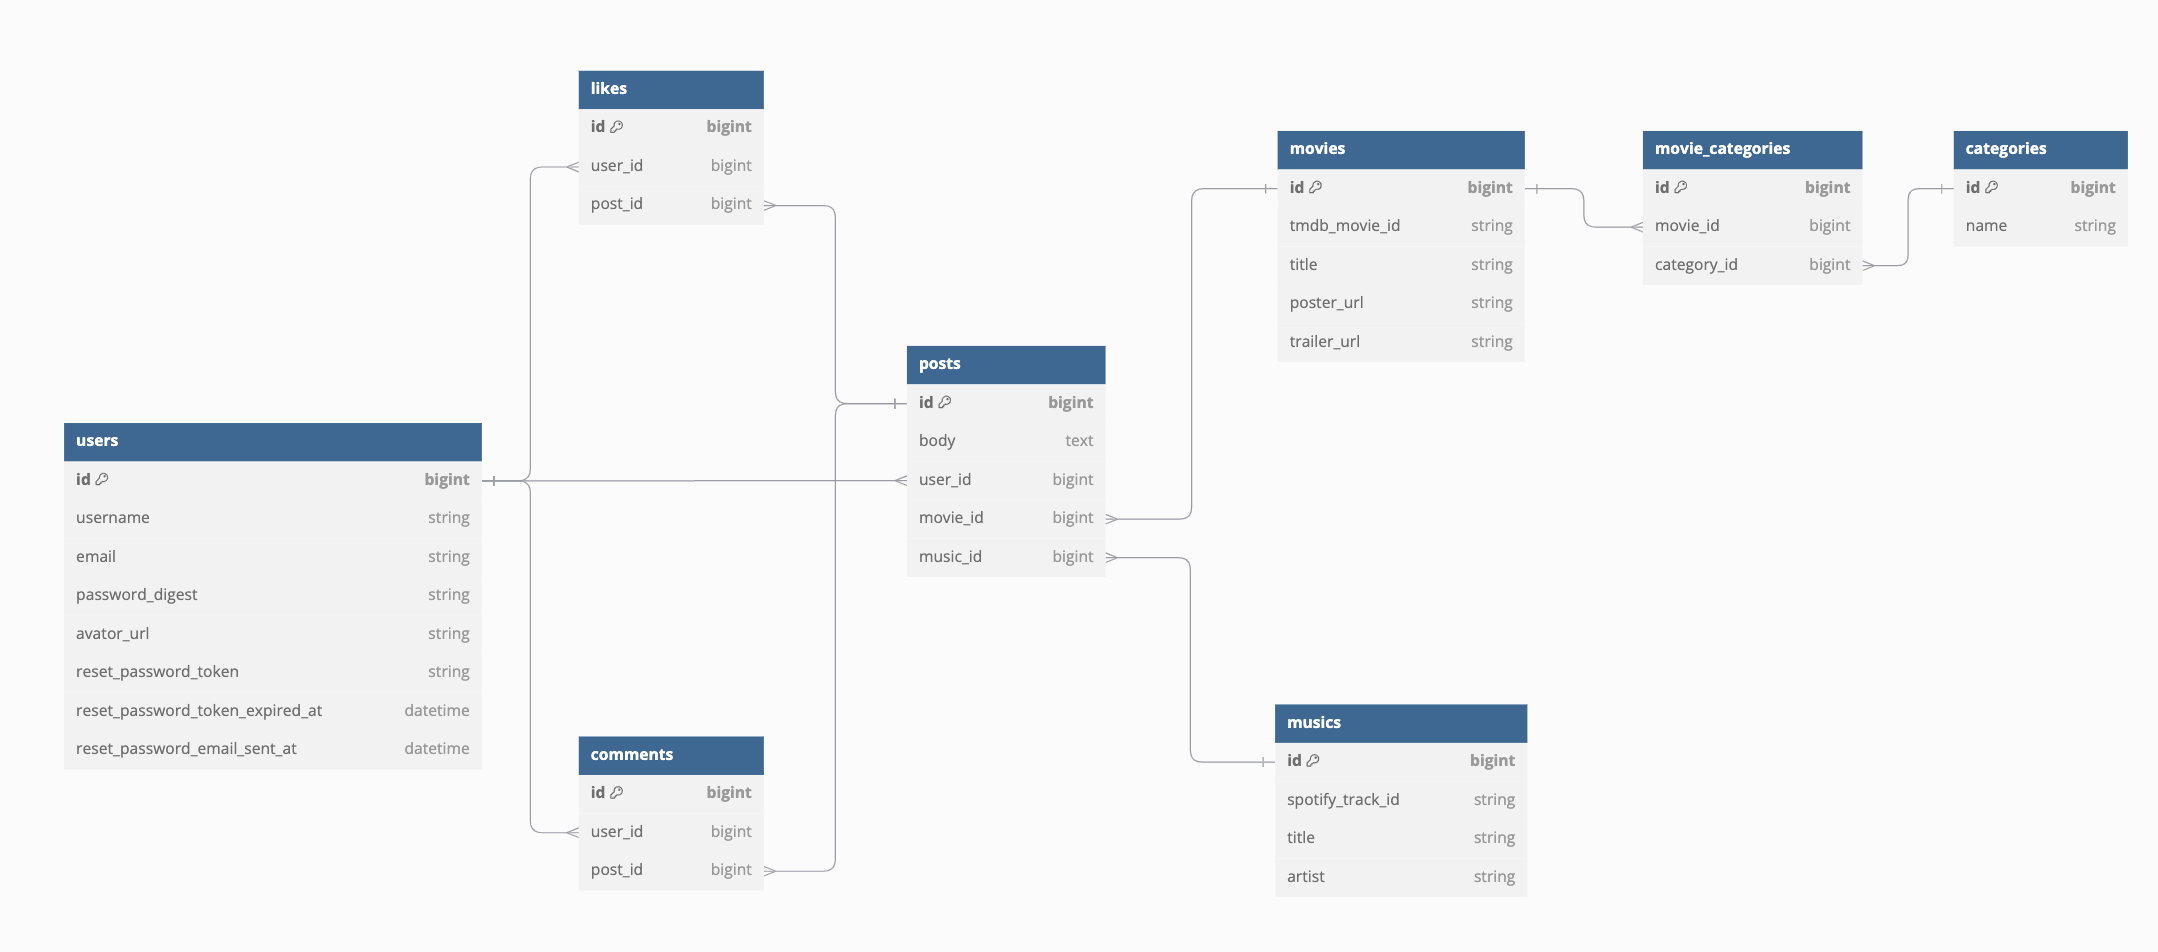 likes
id bigint
user_id bigint
post_id bigint
movies
id bigint
tmdb_movie_id string
title string
poster_url string
trailer_url string
movie_categories
id bigint
movie_id bigint
category_id bigint
categories
id bigint
name string
posts
id bigint
body text
user_id bigint
movie_id bigint
music_id bigint
users
id bigint
username string
email string
password_digest string
avator_url string
reset_password_token string
reset_password_token_expired_at datetime
reset_password_email_sent_at datetime
comments
id bigint
user_id bigint
post_id bigint
musics
id bigint
spotify_track_id string
title string
artist string